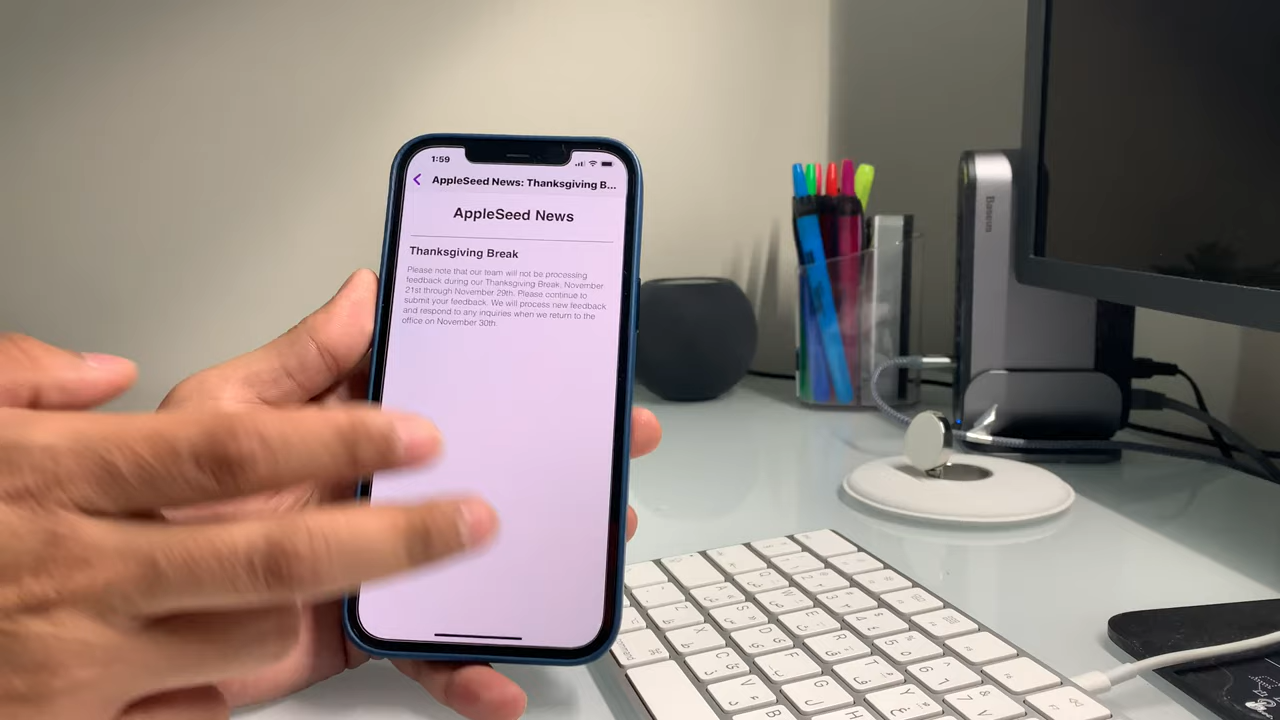 1:59
AppleSeed News: Thanksgiving B...
AppleSeed News
Thanksgiving Break
Please note that our team will not be processing
feedback during our Thanksgiving Break, November
21st through November 29th. Please continue to
submit your feedback. We will process new feedback
and respond to any inquiries when we return to the
office on November 30th.
Baseus
command
Z
X
C
V
B
A
S
D
F
G
H
Q
W
E
R
T
Y